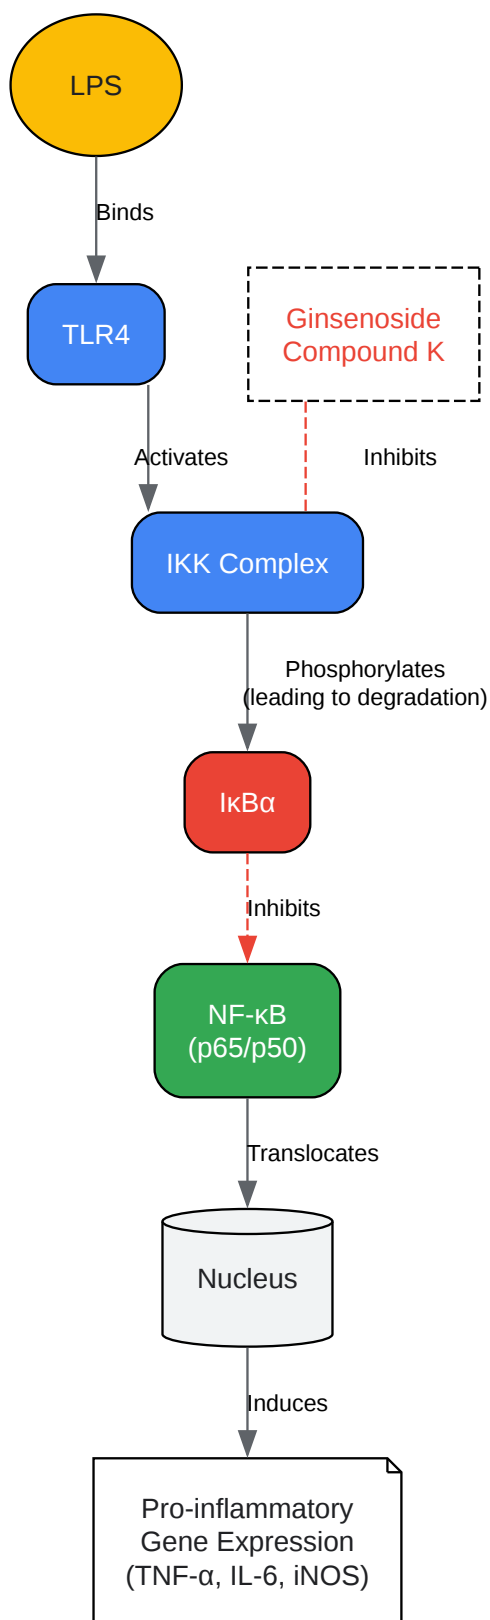 LPS
Binds
TLR4
Ginsenoside
Compound K
Activates
Inhibits
IKK Complex
Phosphorylates
(leading to degradation)
IκBα
Inhibits
NF-κB
(p65/p50)
Translocates
Nucleus
Induces
Pro-inflammatory
Gene Expression
(TNF-α, IL-6, iNOS)